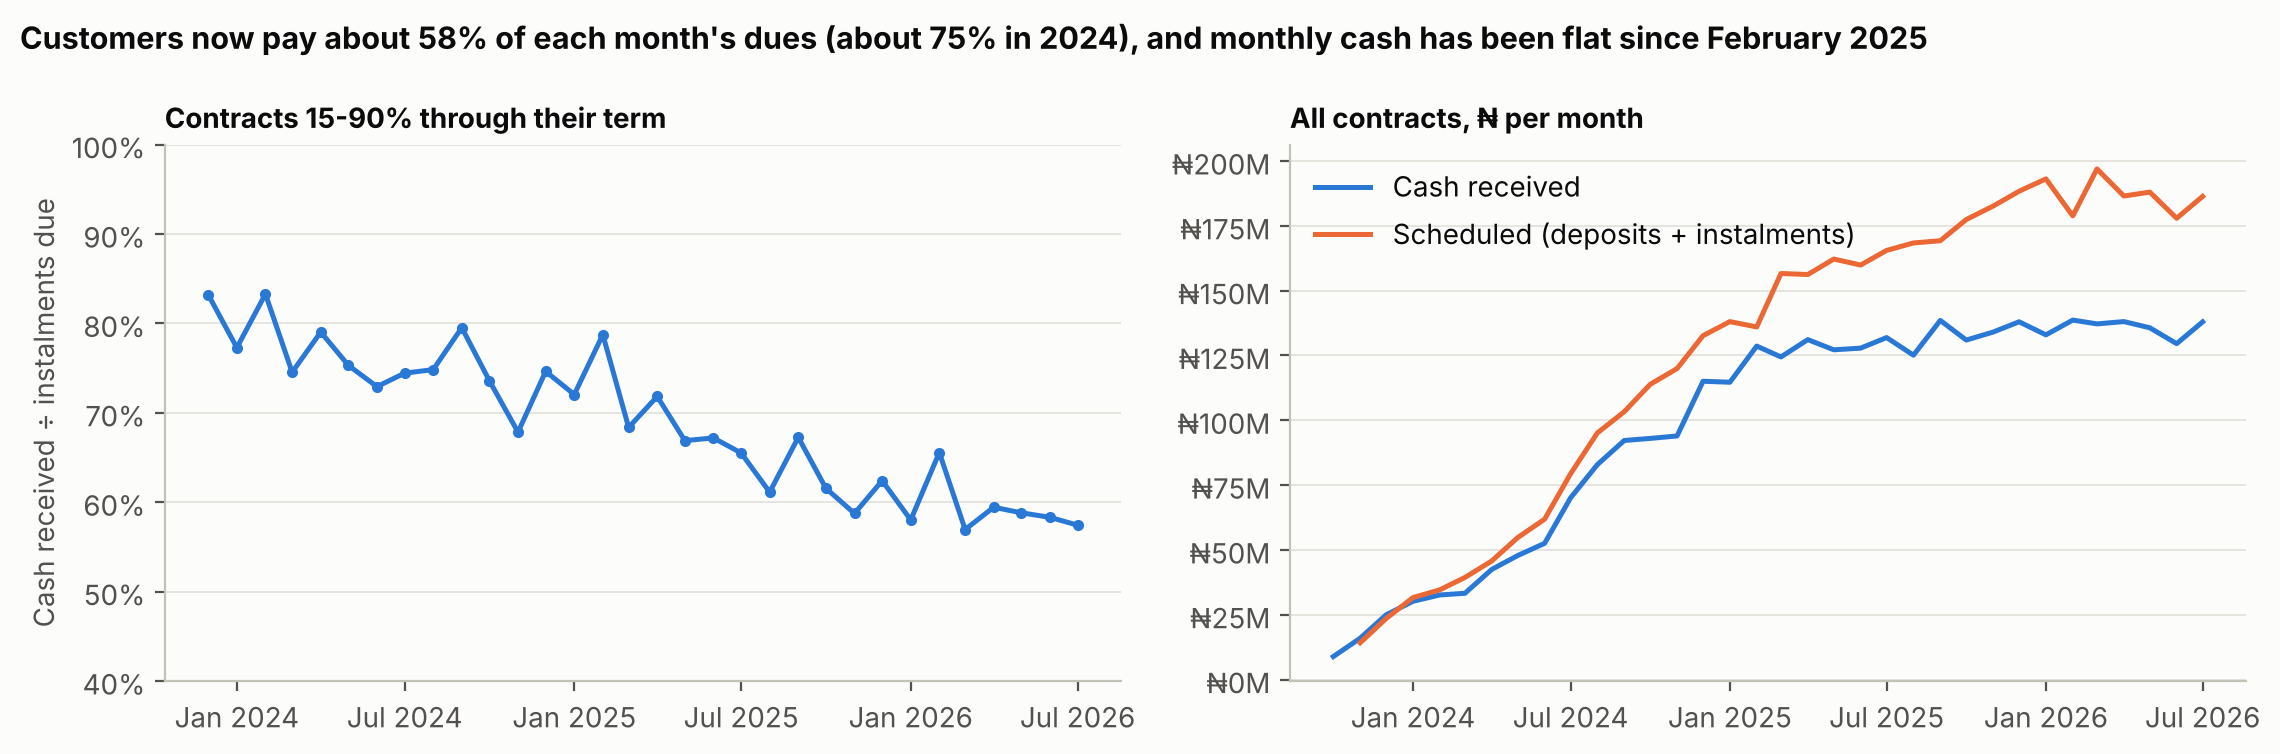 Customers now pay about 58% of each month's dues (about 75% in 2024), and monthly cash has been flat since February 2025
Contracts 15-90% through their term
Cash received ÷ instalments due
100%
90%
80%
70%
60%
50%
40%
Jan 2024
Jul 2024
Jan 2025
Jul 2025
Jan 2026
Jul 2026
All contracts, ₦ per month
Cash received
Scheduled (deposits + instalments)
₦200M
₦175M
₦150M
₦125M
₦100M
₦75M
₦50M
₦25M
₦0M
Jan 2024
Jul 2024
Jan 2025
Jul 2025
Jan 2026
Jul 2026